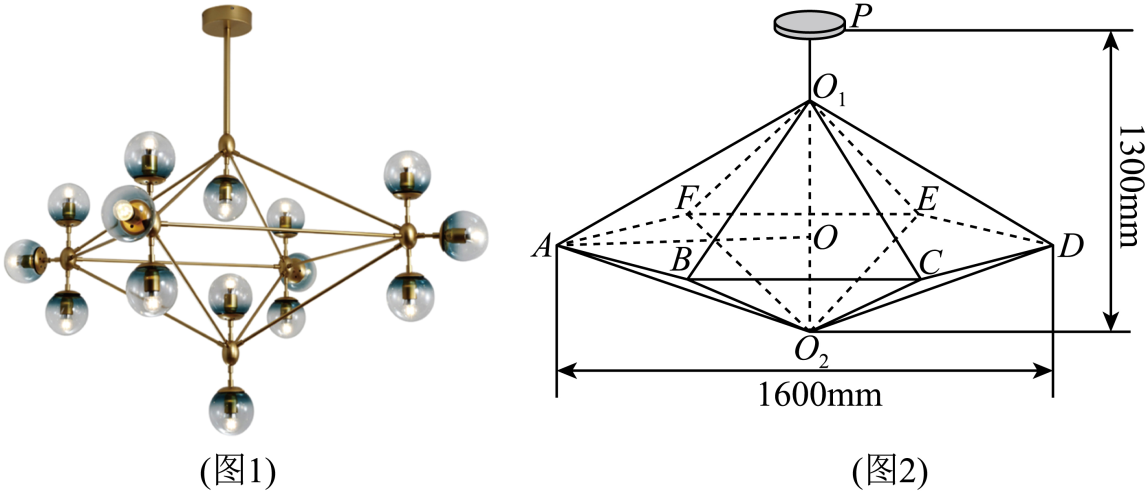 P
O₁
1300mm
F
E
A
O
D
B
C
O₂
1600mm
(图1)
(图2)